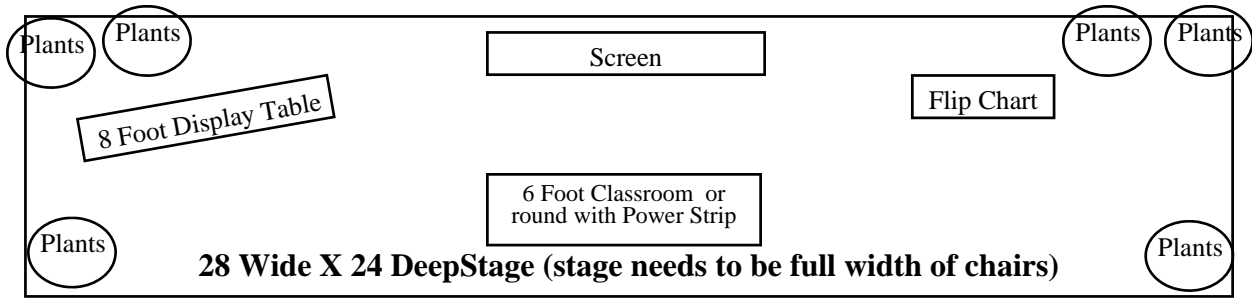 Plants
Plants
Plants
Plants
Screen
Flip Chart
8 Foot Display Table
6 Foot Classroom or
round with Power Strip
Plants
Plants
28 Wide X 24 DeepStage (stage needs to be full width of chairs)